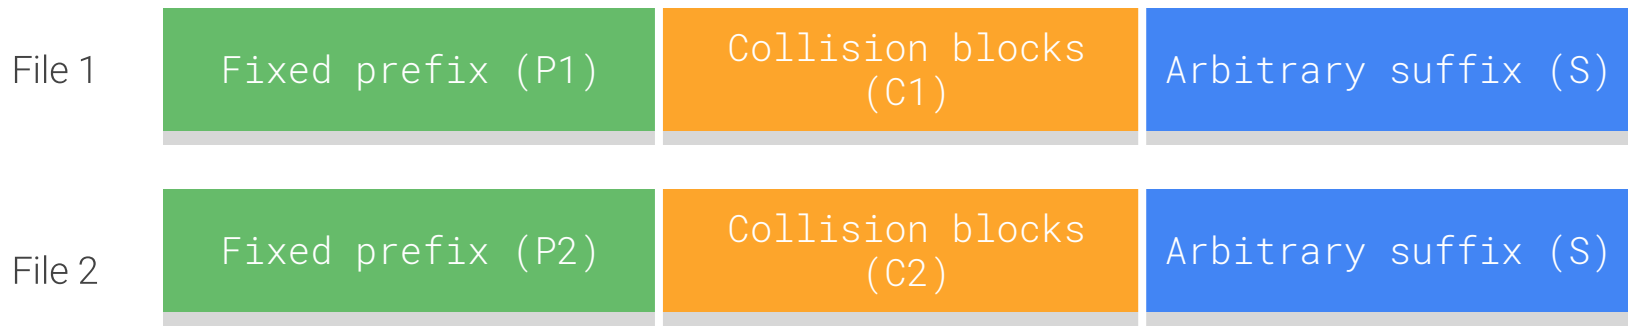 File 1
Fixed prefix (P1)
Collision blocks
(C1)
Arbitrary suffix (S)
File 2
Fixed prefix (P2)
Collision blocks
(C2)
Arbitrary suffix (S)